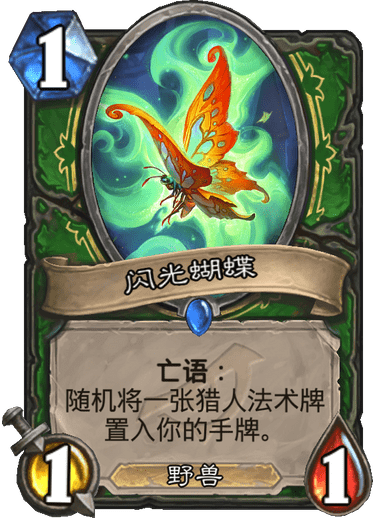 1
闪光蝴蝶
亡语：
随机将一张猎人法术牌
置入你的手牌。
1
野兽
1